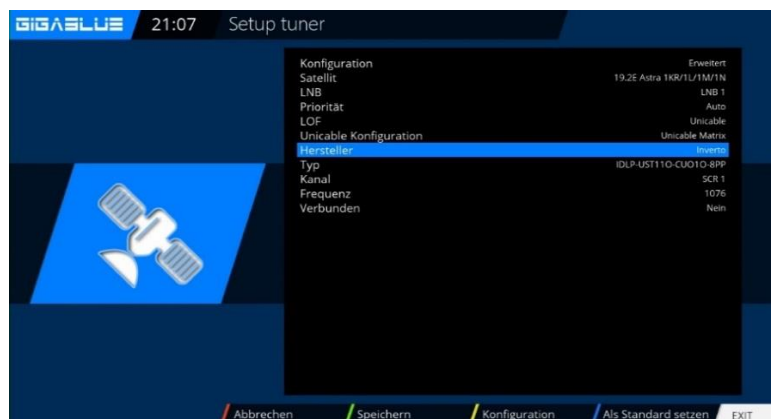 GIGABLUE 21:07 Setup tuner
Konfiguration Erweitert
Satellit 19.2E Astra 1KR/1L/1M/1N
LNB LNB 1
Priorität Auto
LOF Unicable
Unicable Konfiguration Unicable Matrix
Hersteller Inverto
Typ IDLP-UST11O-CUO1O-8PP
Kanal SCR 1
Frequenz 1076
Verbunden Nein
Abbrechen Speichern Konfiguration Als Standard setzen EXIT